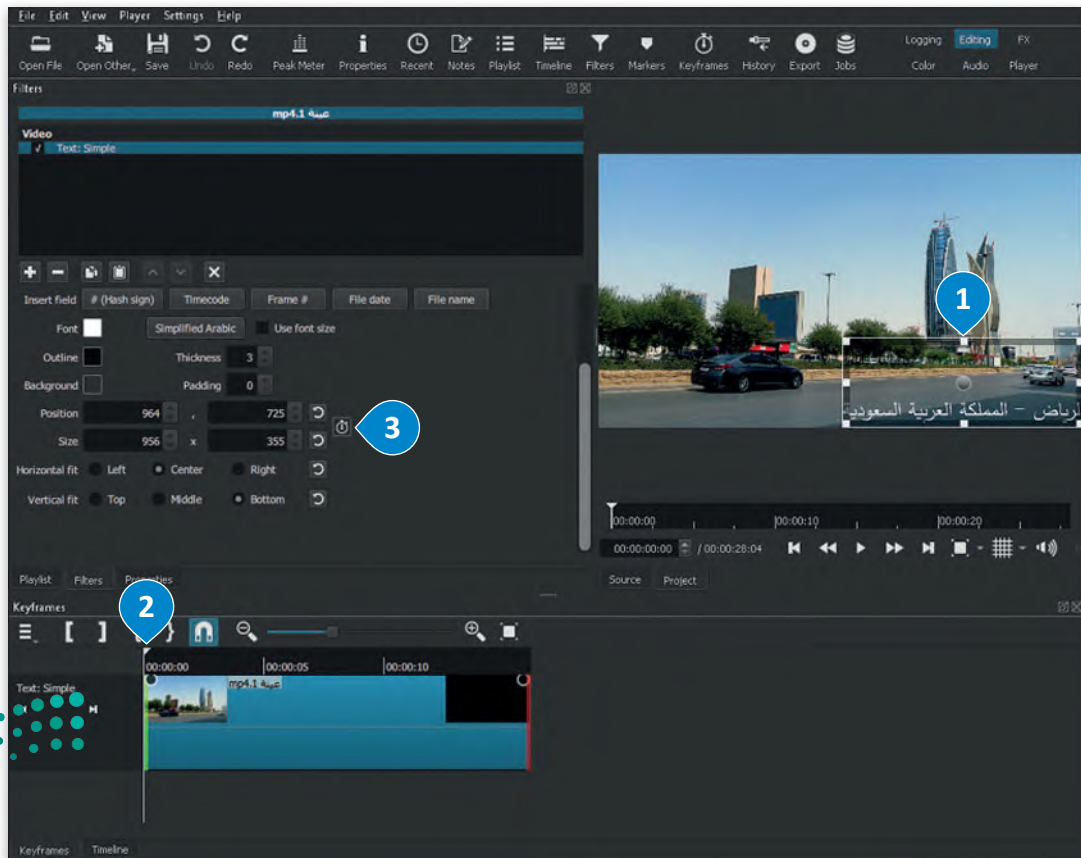 File Edit View Player Settings Help
Open File Open Other... Save Undo Redo Peak Meter Properties Recent Notes Playlist Timeline Filters Markers Keyframes History Export Jobs
Logging Editing FX
Color Audio Player
Filters
عينة 1.mp4
Video
Text: Simple
Insert field # (Hash sign) Timecode Frame # File date File name
Font Simplified Arabic Use font size
Outline Thickness 3
Background Padding 0
Position 964 , 725
Size 956 x 355
3
Horizontal fit Left Center Right
Vertical fit Top Middle Bottom
1
الرياض - المملكة العربية السعودية
00:00:00 00:00:10 00:00:20
00:00:00:00 / 00:00:28:04
Playlist Filters Properties
Source Project
Keyframes
2
00:00:00 00:00:05 00:00:10
Text: Simple
عينة 1.mp4
Keyframes Timeline